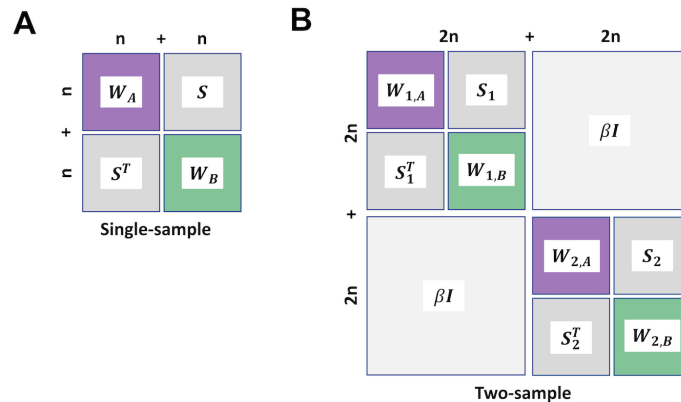 A
n + n
n
+
n
W_A
S
S^T
W_B
Single-sample
B
2n + 2n
2n
+
2n
W_{1,A}
S_1
βI
S_1^T
W_{1,B}
βI
W_{2,A}
S_2
S_2^T
W_{2,B}
Two-sample